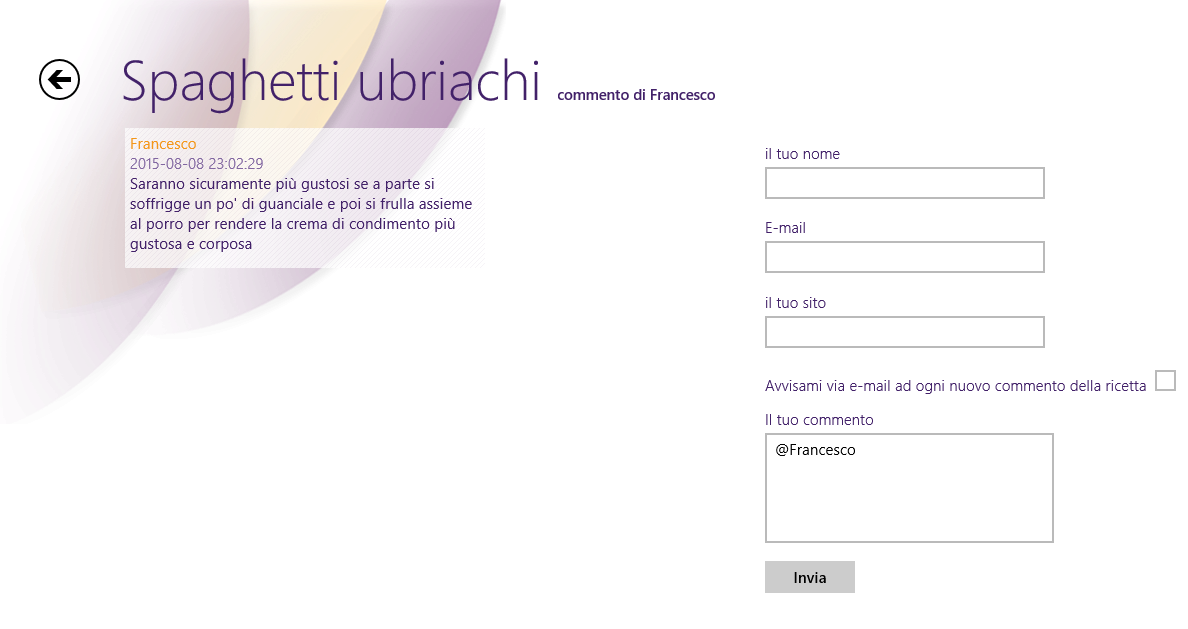 Spaghetti ubriachi commento di Francesco
Francesco
2015-08-08 23:02:29
Saranno sicuramente più gustosi se a parte si
soffrigge un po' di guanciale e poi si frulla assieme
al porro per rendere la crema di condimento più
gustosa e corposa
il tuo nome
E-mail
il tuo sito
Avvisami via e-mail ad ogni nuovo commento della ricetta
Il tuo commento
@Francesco
Invia